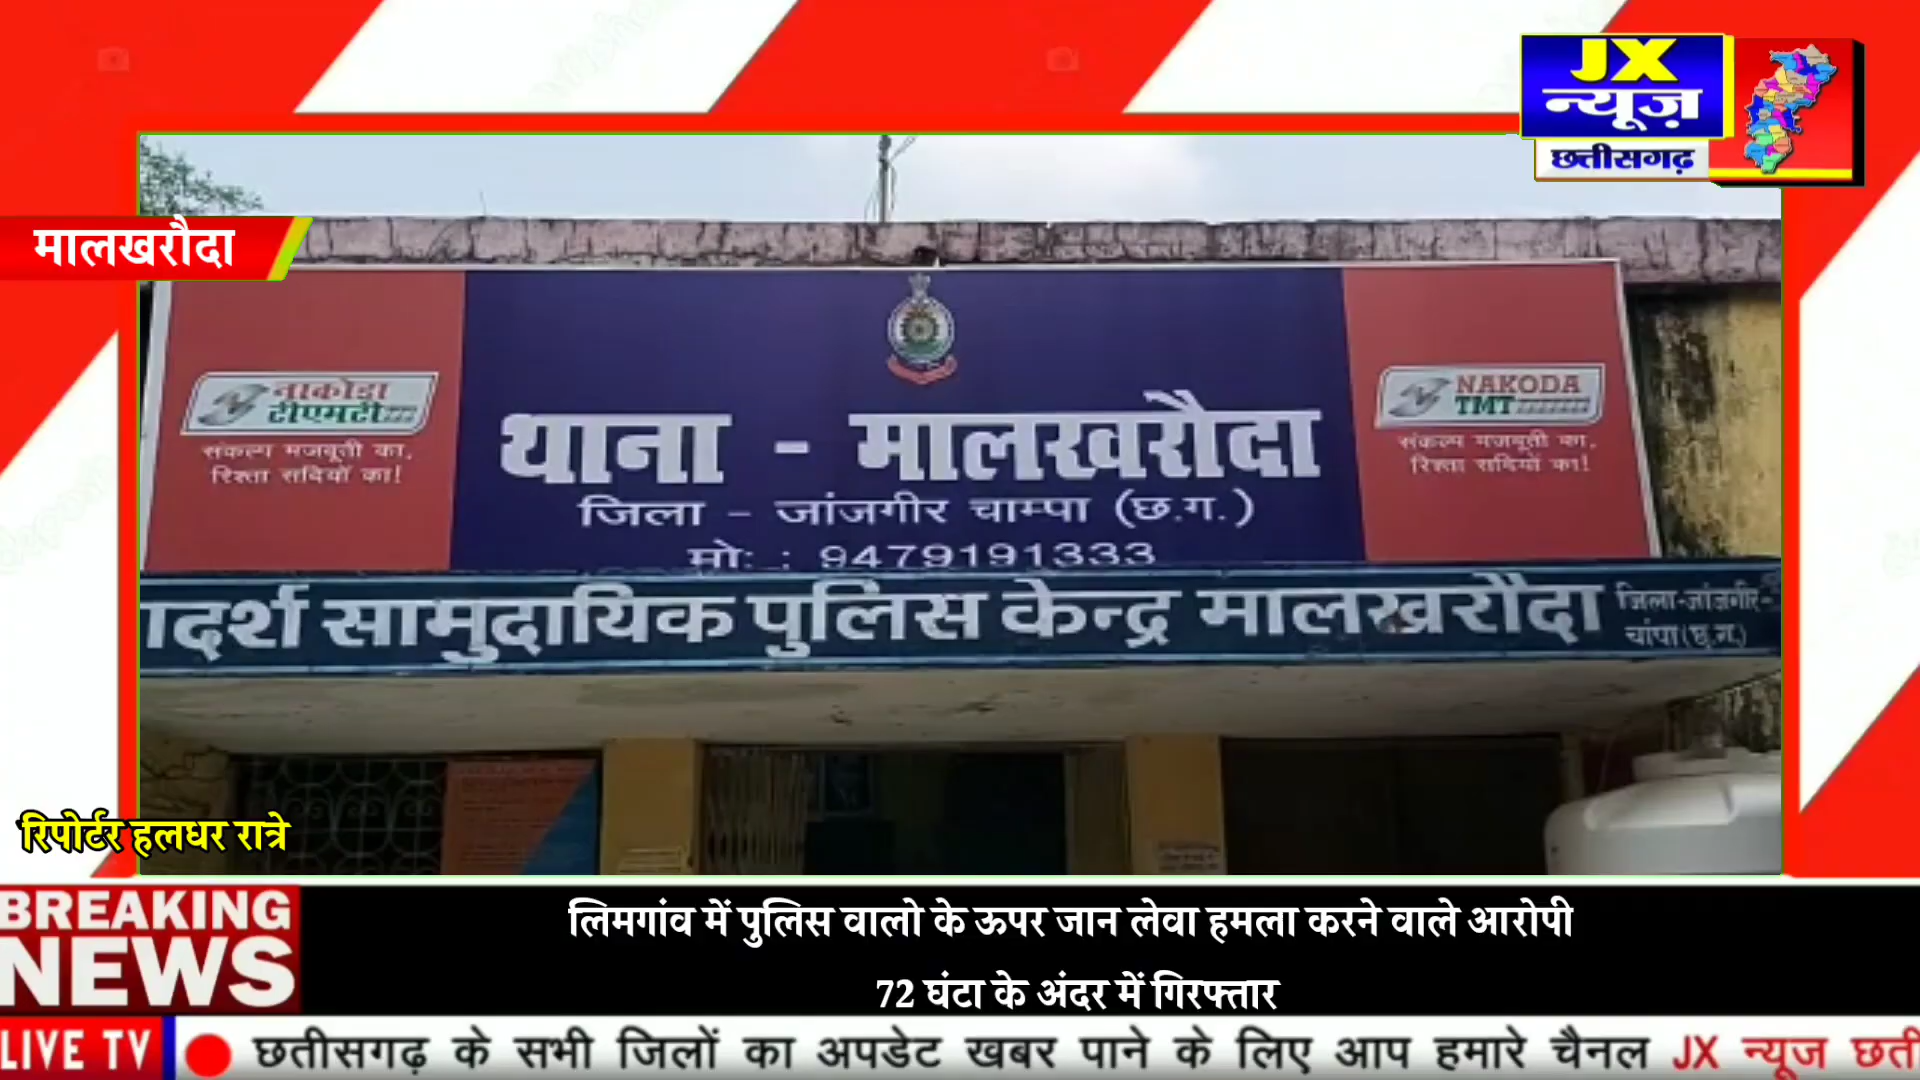 JX
न्यूज़
छत्तीसगढ़
मालखरौदा
नाकोडा
टीएमटी
संकल्प मजबूती का,
रिश्ता सदियों का!
NAKODA
TMT
संकल्प मजबूती का,
रिश्ता सदियों का!
थाना - मालखरौदा
जिला - जांजगीर चाम्पा (छ.ग.)
मो: : 9479191333
ादर्श सामुदायिक पुलिस केन्द्र मालखरौदा जिला-जांजगीर-
चांपा(छ.ग.)
रिपोर्टर हलधर रात्रे
BREAKING
NEWS
लिमगांव में पुलिस वालो के ऊपर जान लेवा हमला करने वाले आरोपी
72 घंटा के अंदर में गिरफ्तार
LIVE TV
छतीसगढ़ के सभी जिलों का अपडेट खबर पाने के लिए आप हमारे चैनल JX न्यूज छती